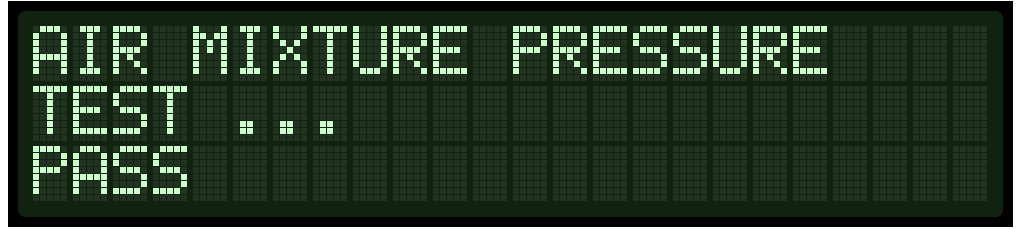 AIR MIXTURE PRESSURE
TEST ...
PASS